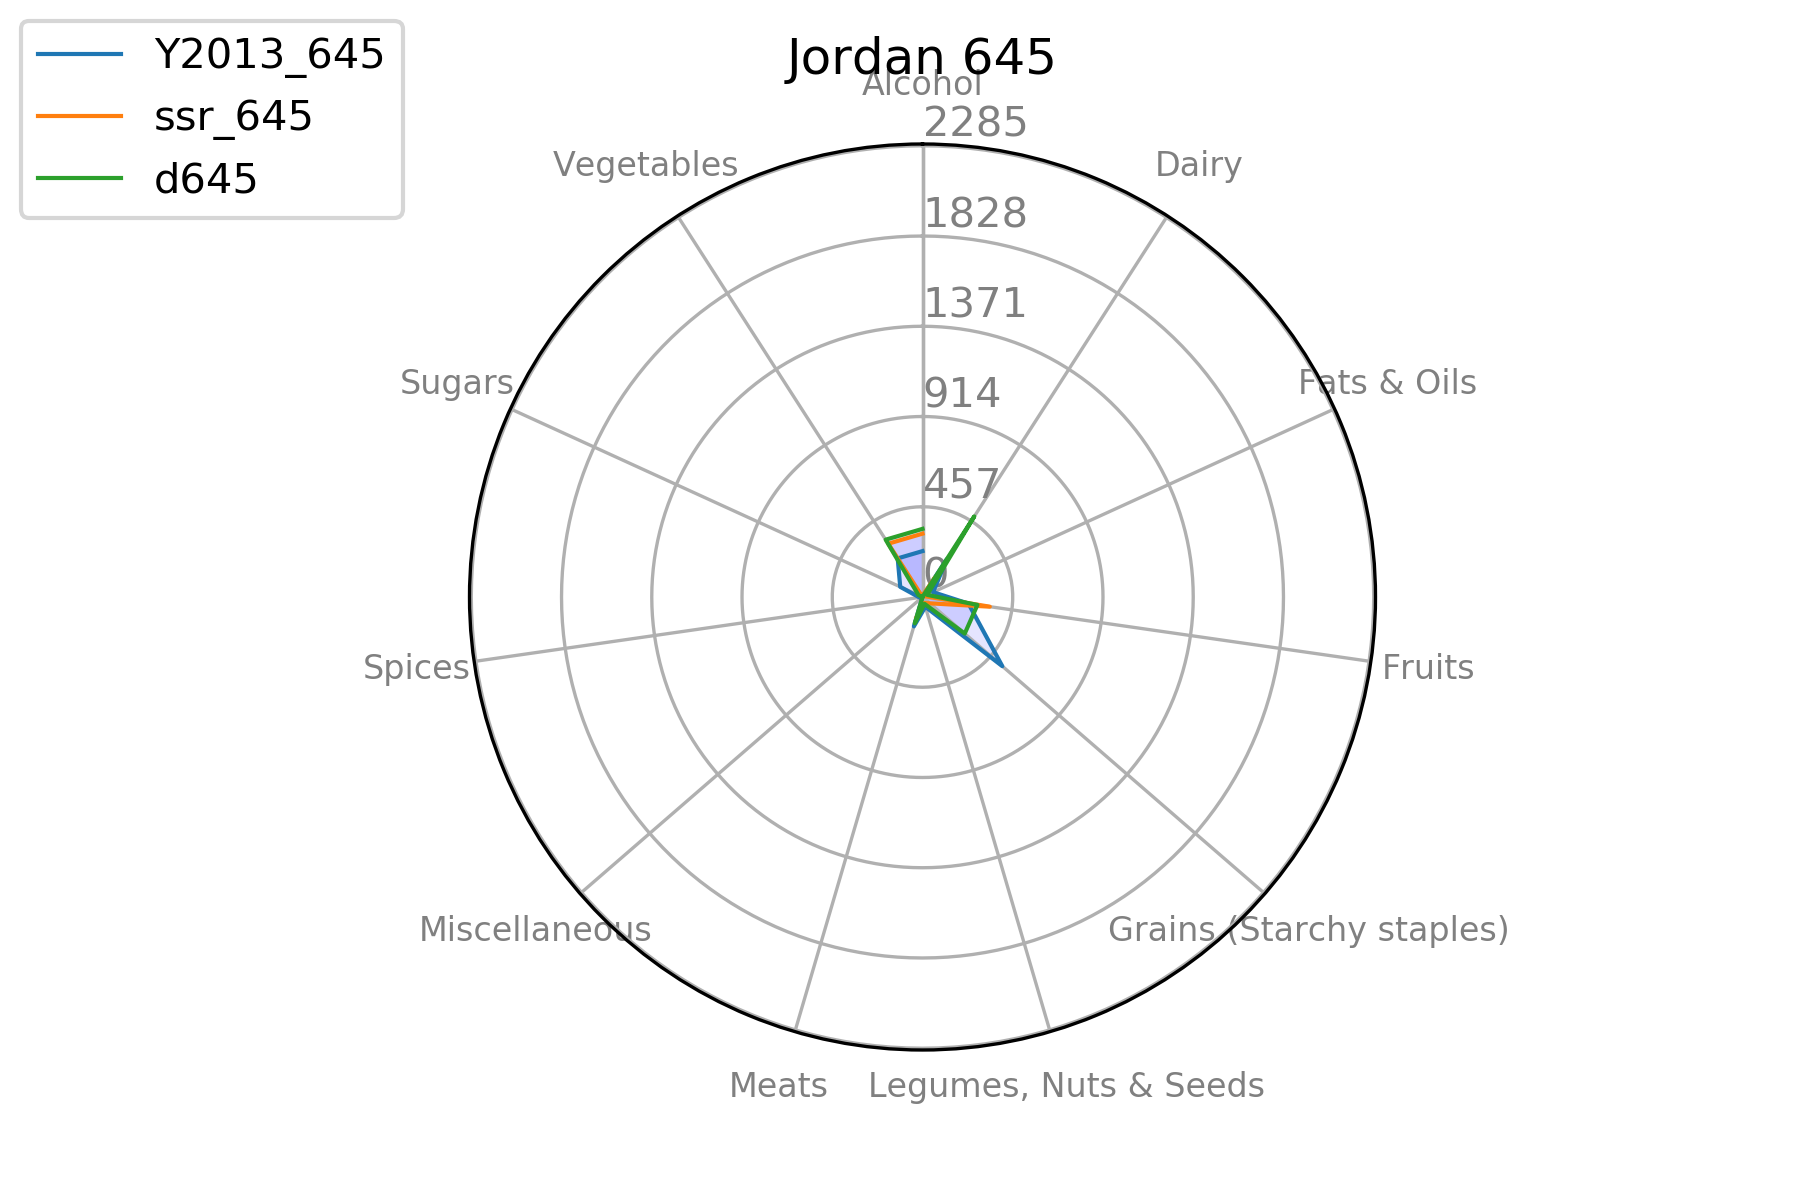 Y2013_645
ssr_645
d645
Jordan 645
Alcohol
2285
Vegetables
Dairy
1828
1371
Sugars
Fats & Oils
914
457
0
Spices
Fruits
Miscellaneous
Grains (Starchy staples)
Meats
Legumes, Nuts & Seeds